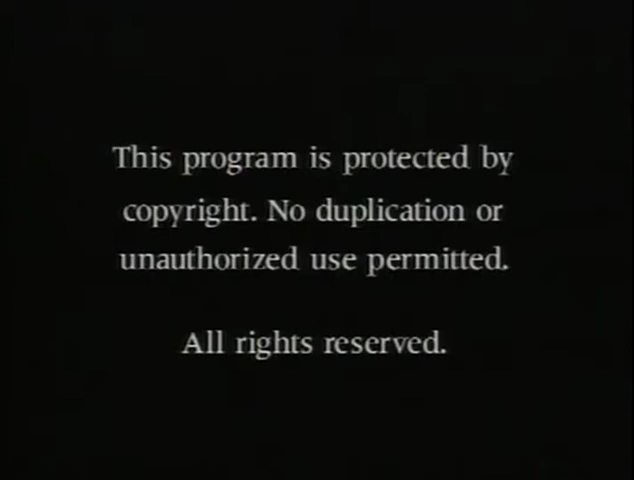 This program is protected by
copyright. No duplication or
unauthorized use permitted.
All rights reserved.